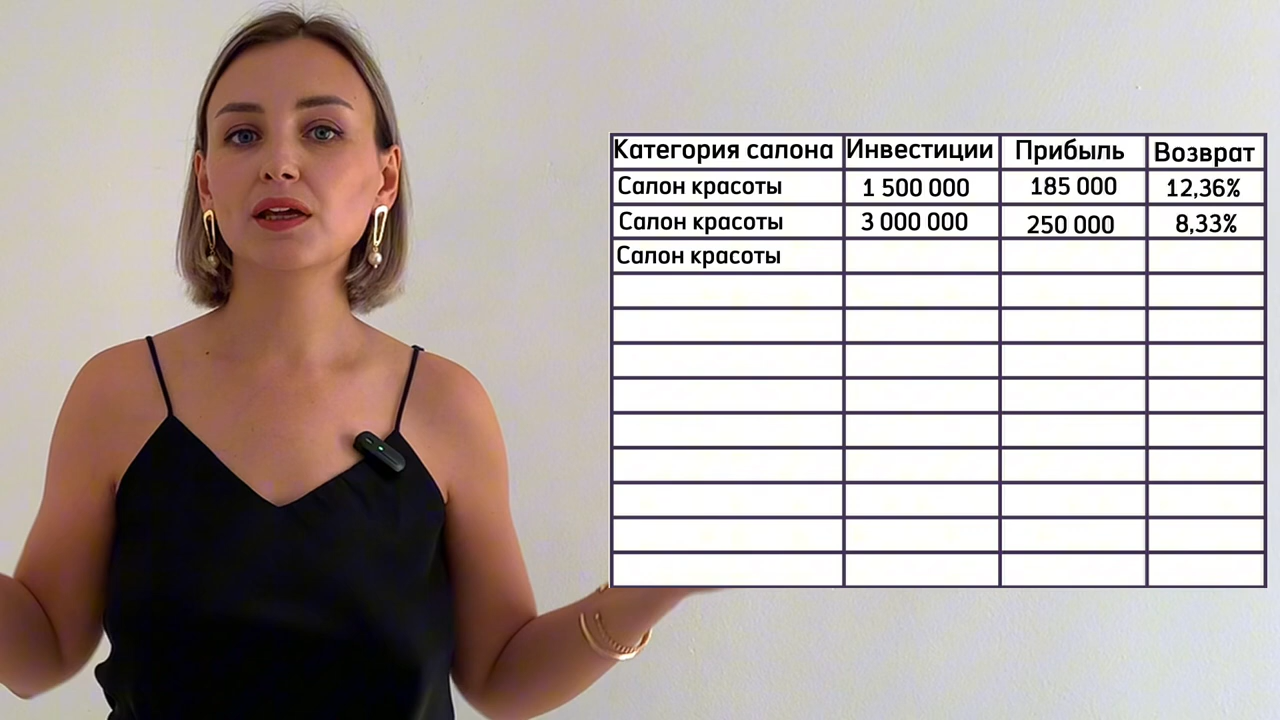 Категория салона Инвестиции Прибыль Возврат
Салон красоты 1 500 000 185 000 12,36%
Салон красоты 3 000 000 250 000 8,33%
Салон красоты